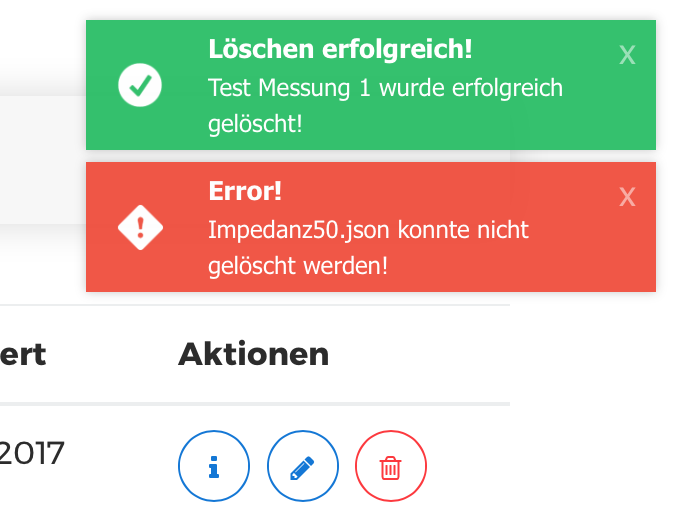 Löschen erfolgreich!
X
Test Messung 1 wurde erfolgreich
gelöscht!
Error!
X
Impedanz50.json konnte nicht
gelöscht werden!
ert
Aktionen
2017